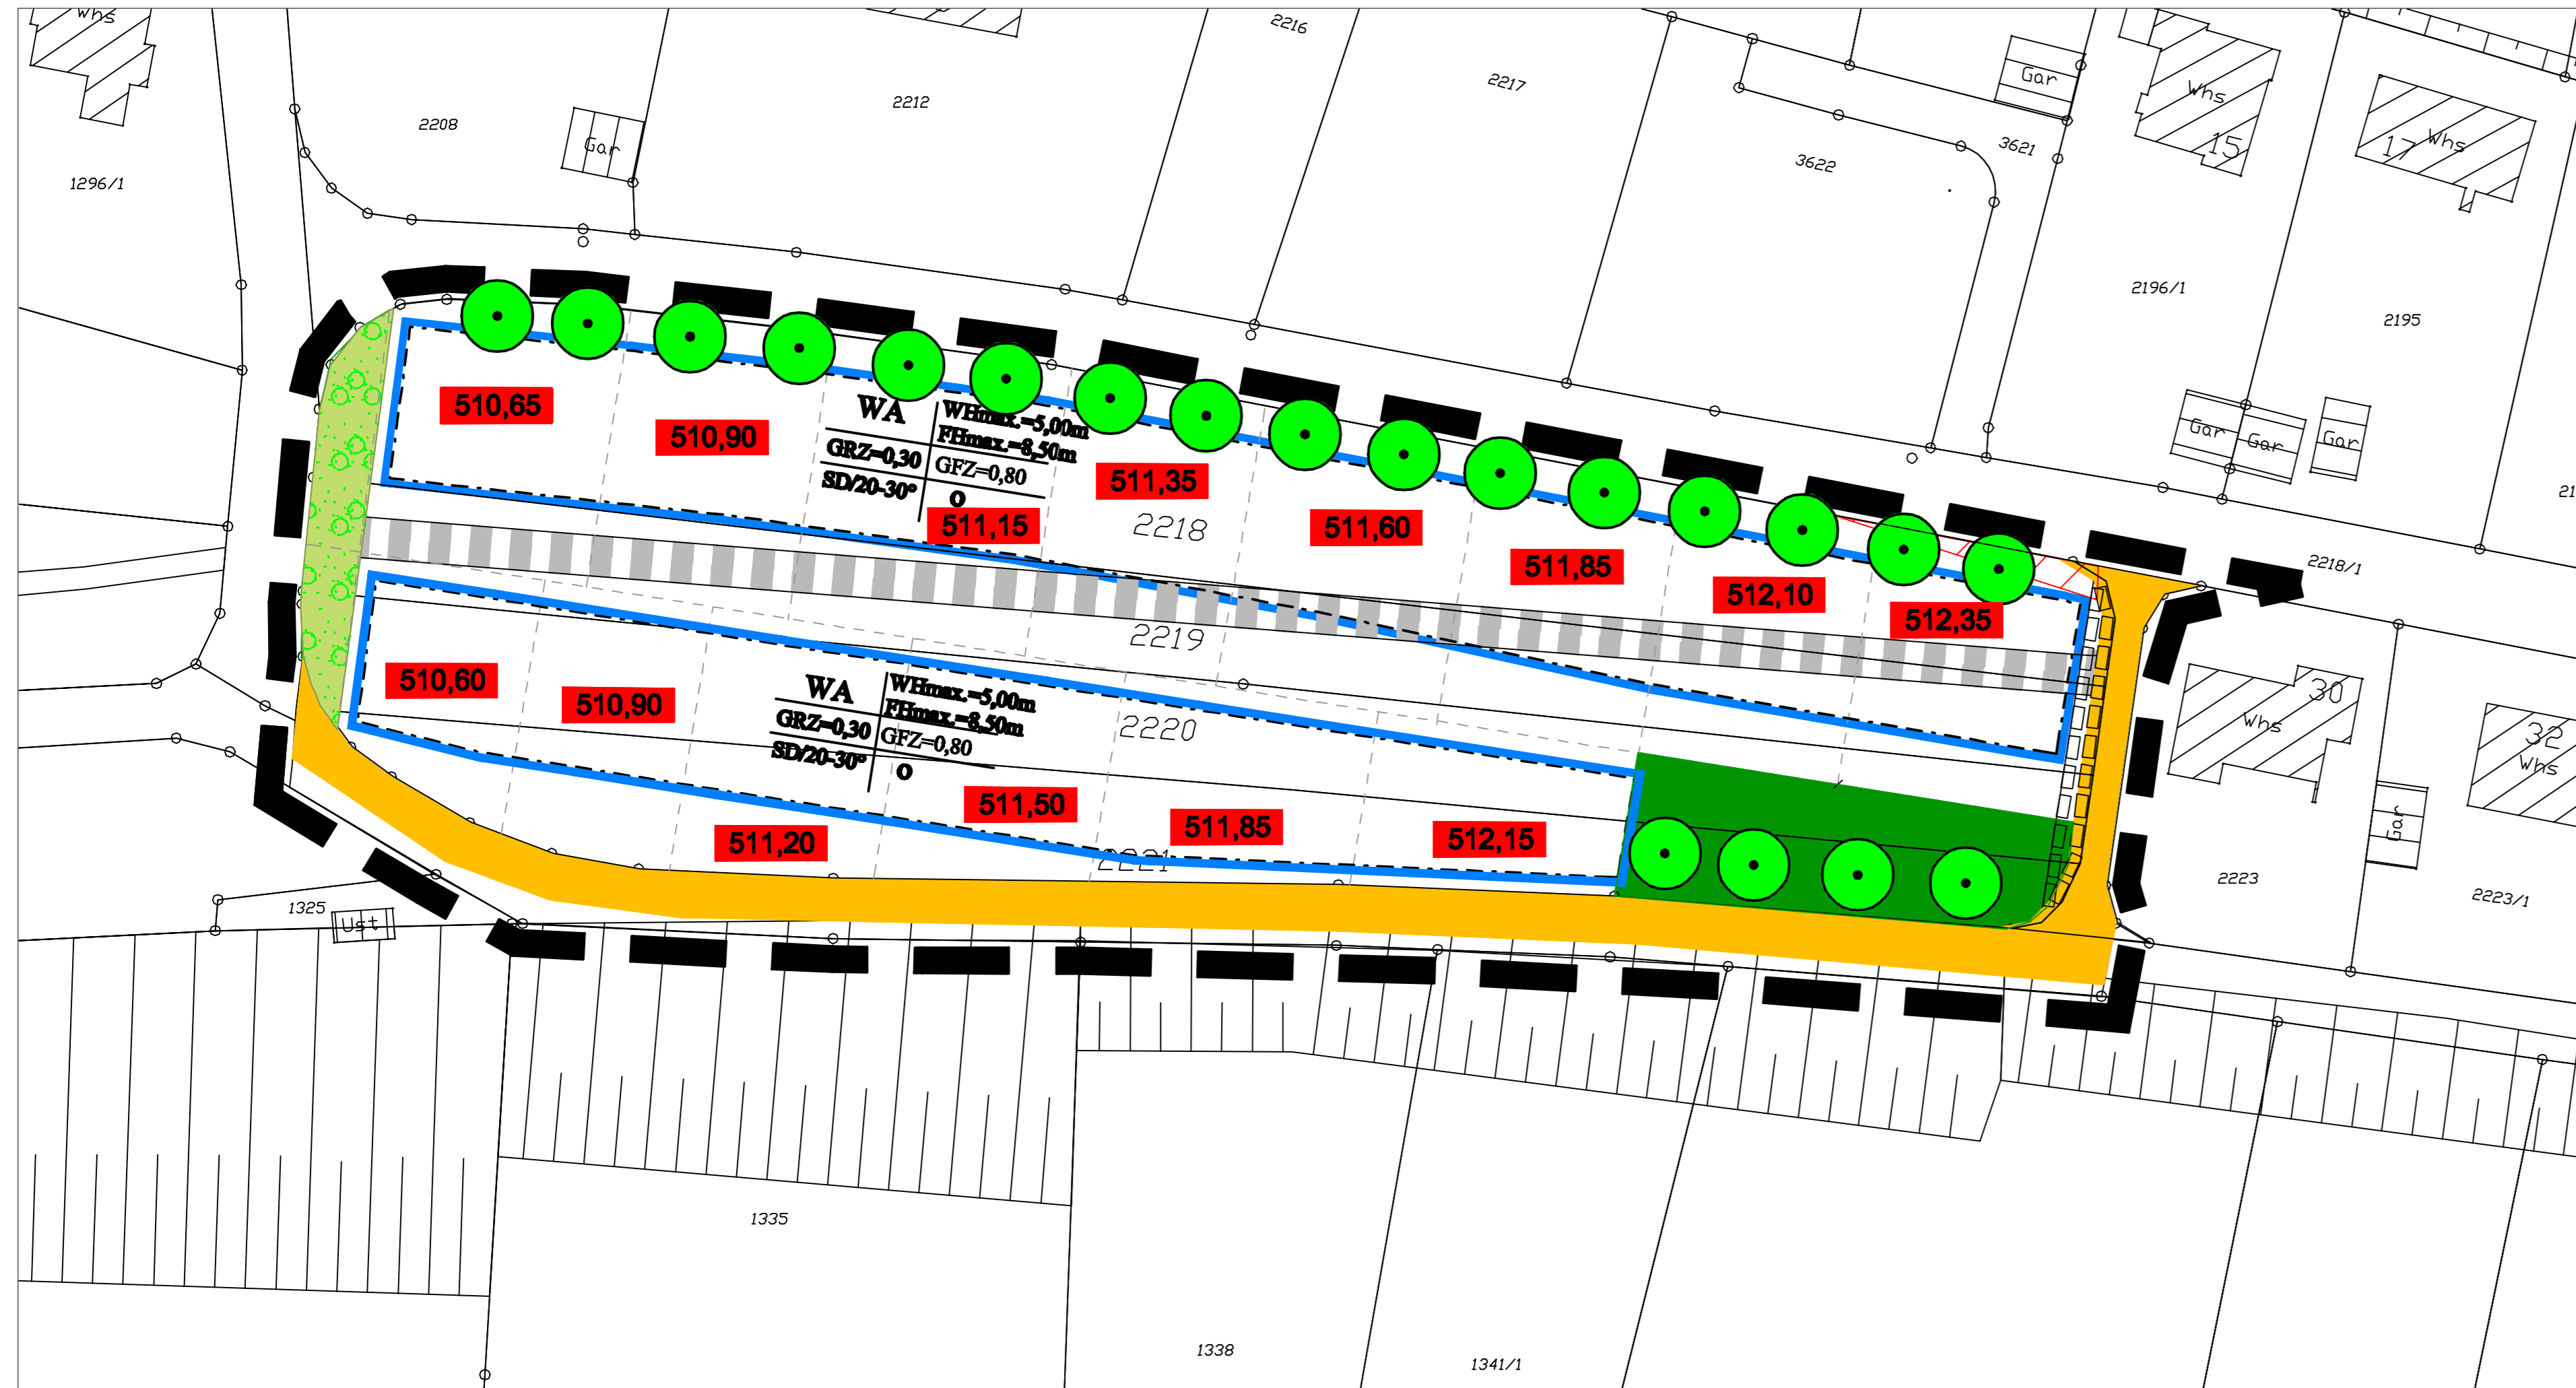 Whs
2216
2212
2217
2208
Gar
1296/1
3622
3621
Gar
Whs
15
17
Whs
2196/1
2195
510,65
510,90
WA
WHmax.=5,00m
FHmax.=8,50m
GRZ=0,30
GFZ=0,80
SD/20-30°
O
511,15
511,35
2218
511,60
511,85
512,10
512,35
Gar
Gar
Gar
21
2218/1
2219
510,60
510,90
WA
WHmax.=5,00m
FHmax.=8,50m
GRZ=0,30
GFZ=0,80
SD/20-30°
O
2220
511,20
511,50
511,85
512,15
2221
30
Whs
32
Whs
Gar
2223
2223/1
1325
Ust
1335
1338
1341/1